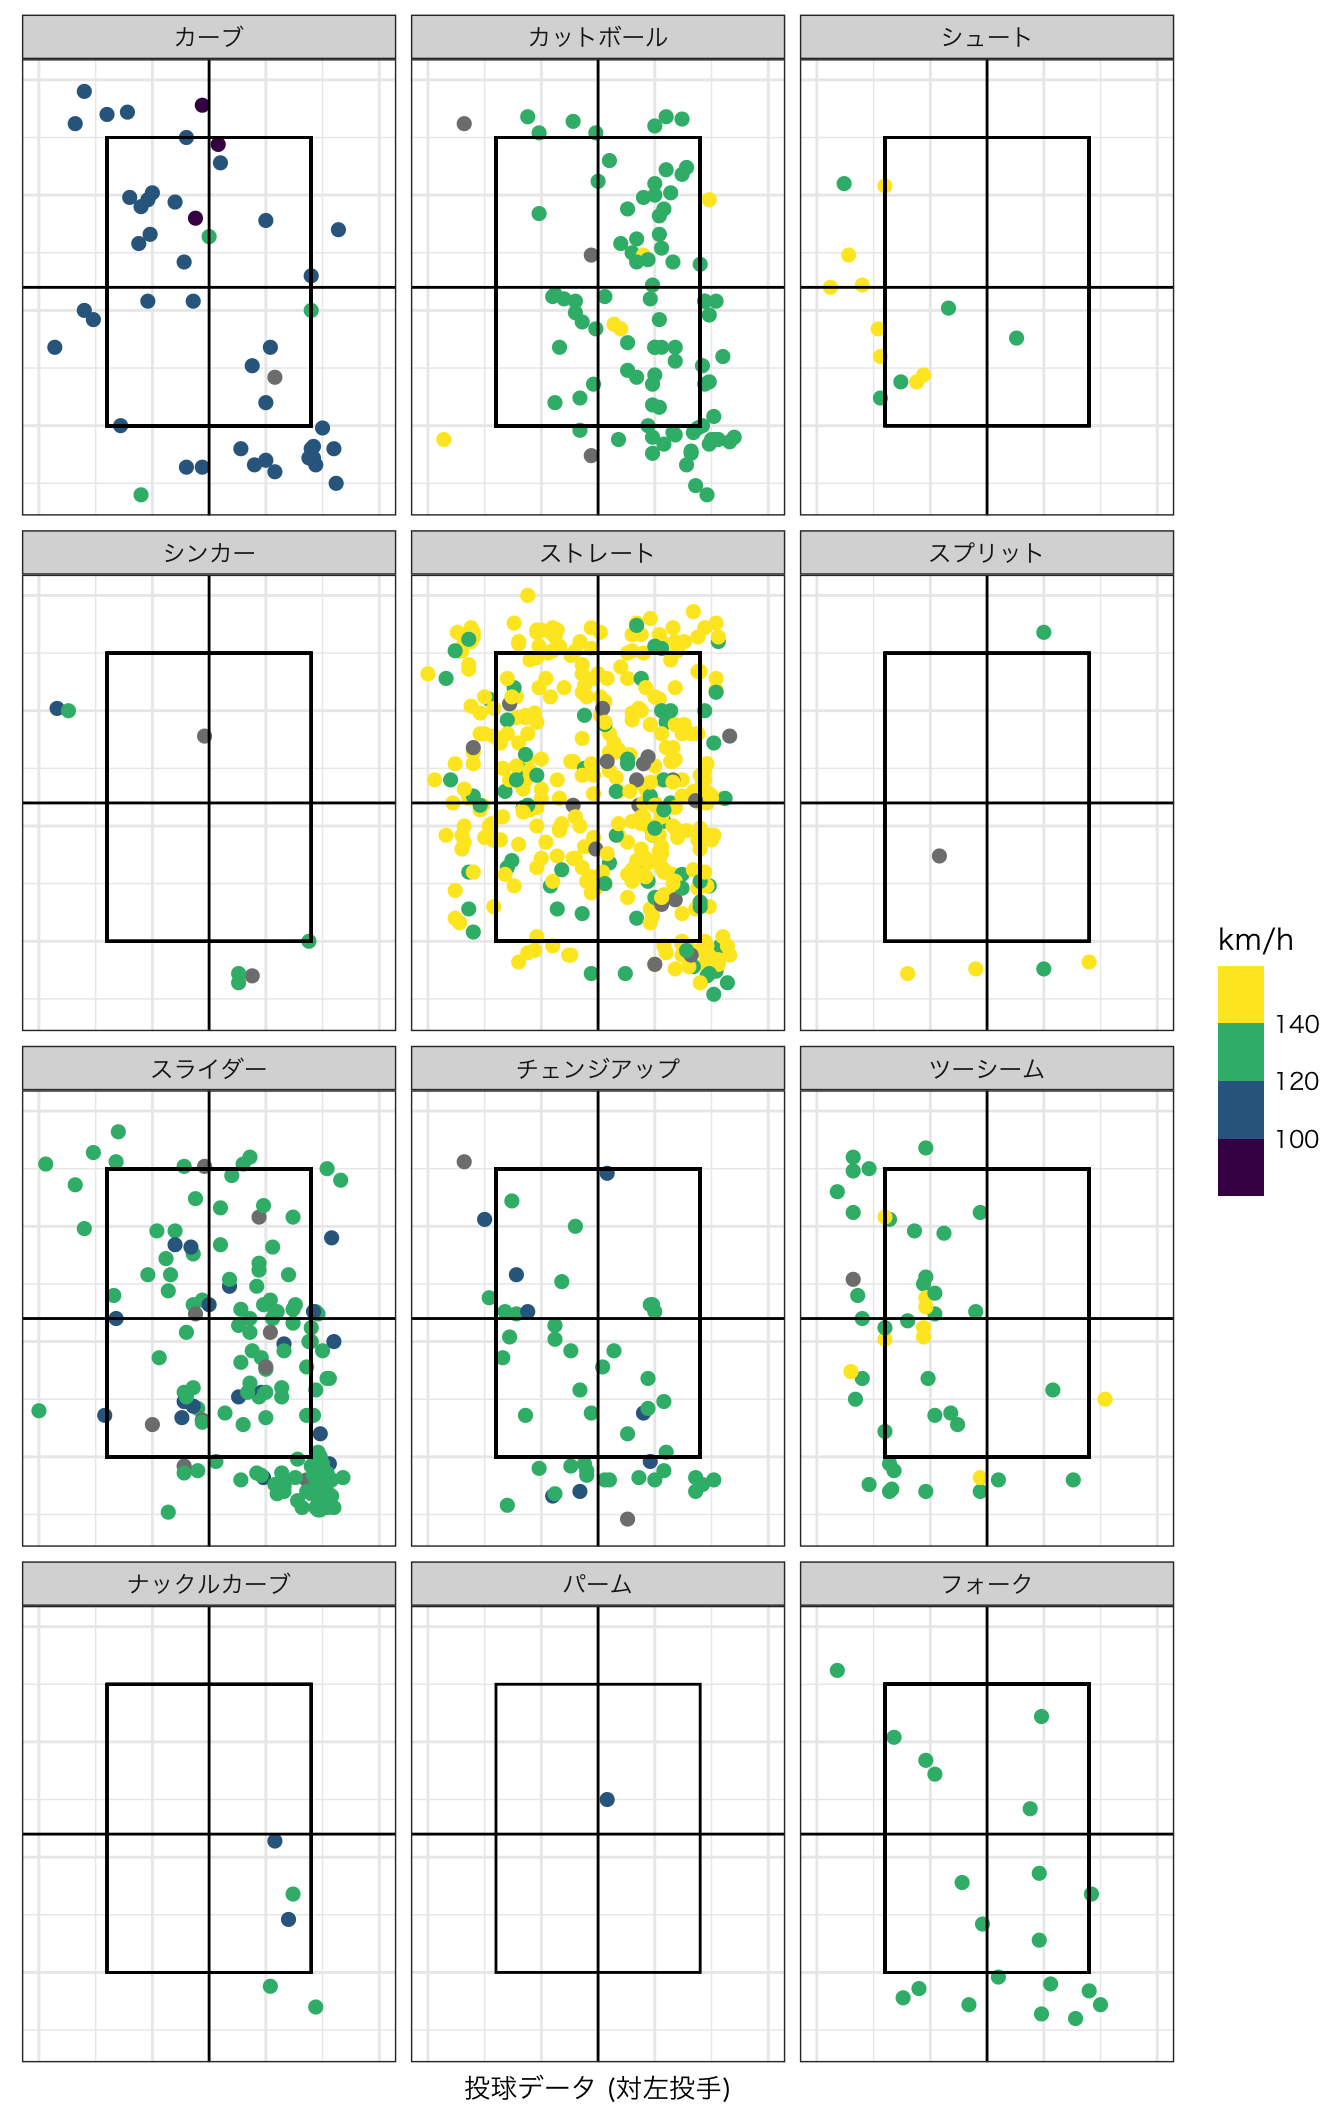 カーブ
カットボール
シュート
シンカー
ストレート
スプリット
スライダー
チェンジアップ
ツーシーム
ナックルカーブ
パーム
フォーク
km/h
140
120
100
投球データ (対左投手)